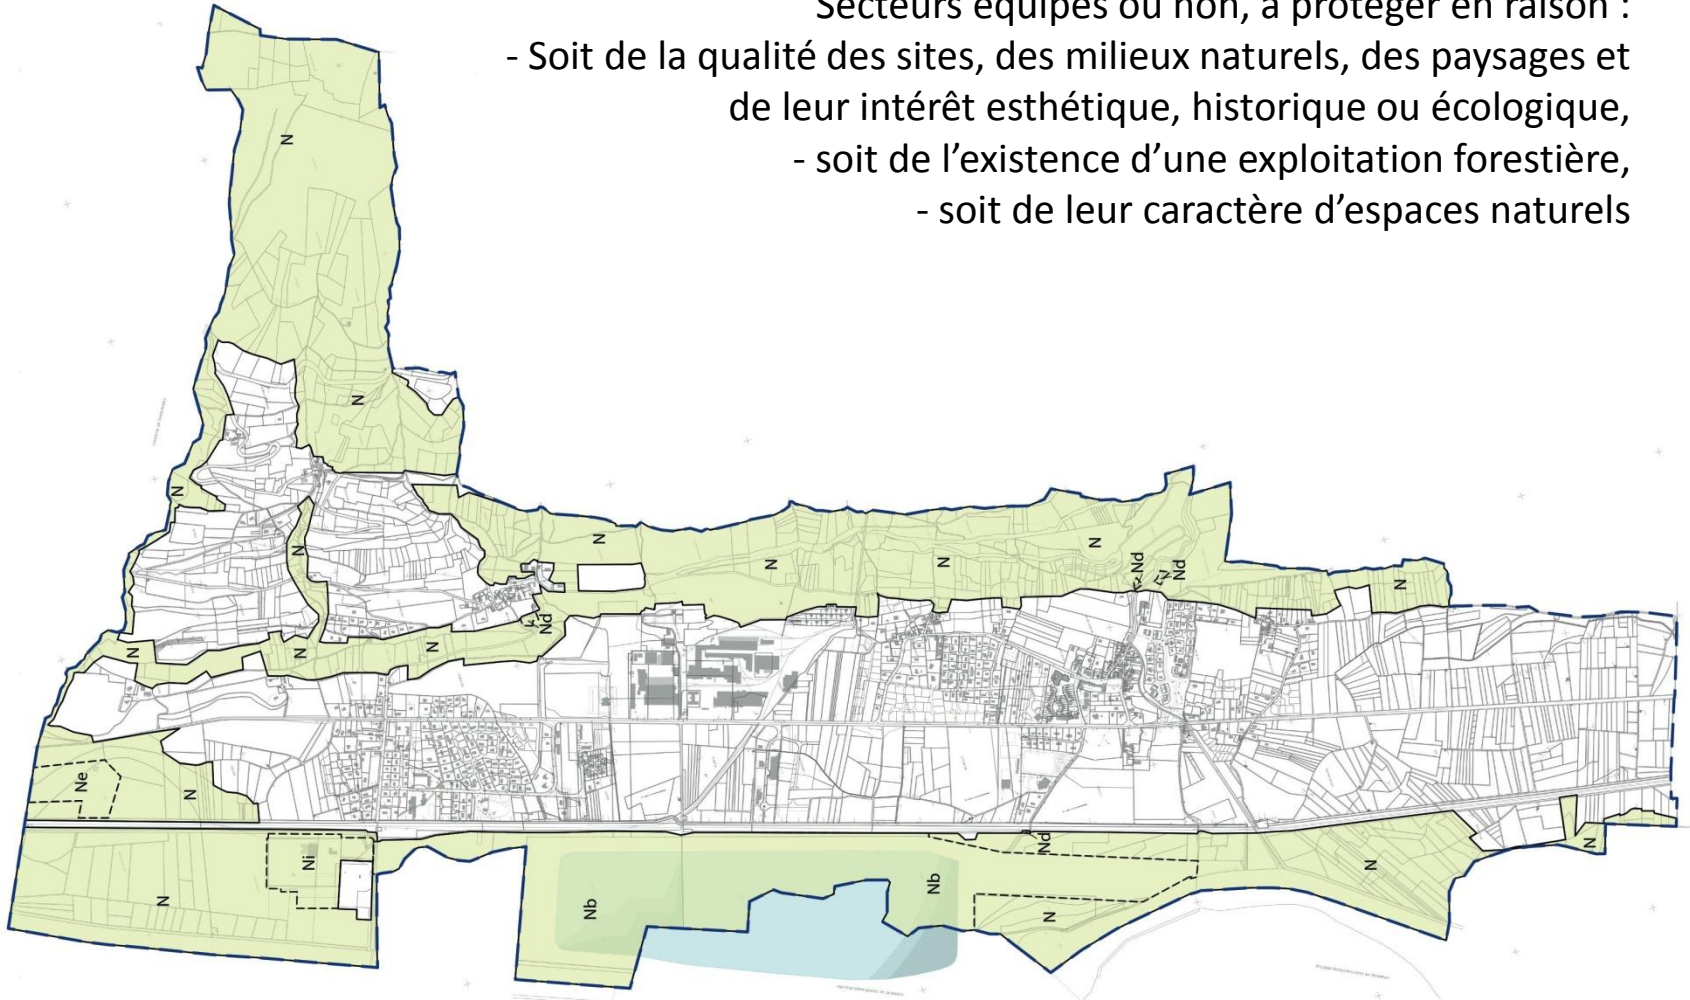 Secteurs équipés ou non, à protéger en raison :
- Soit de la qualité des sites, des milieux naturels, des paysages et
de leur intérêt esthétique, historique ou écologique,
- soit de l’existence d’une exploitation forestière,
- soit de leur caractère d’espaces naturels
N
N
N
N
N
N
N
N
Nd
Nd
N
Nd
N
N
N
Ne
N
Ni
N
Nb
Nb
Nd
N
N
N